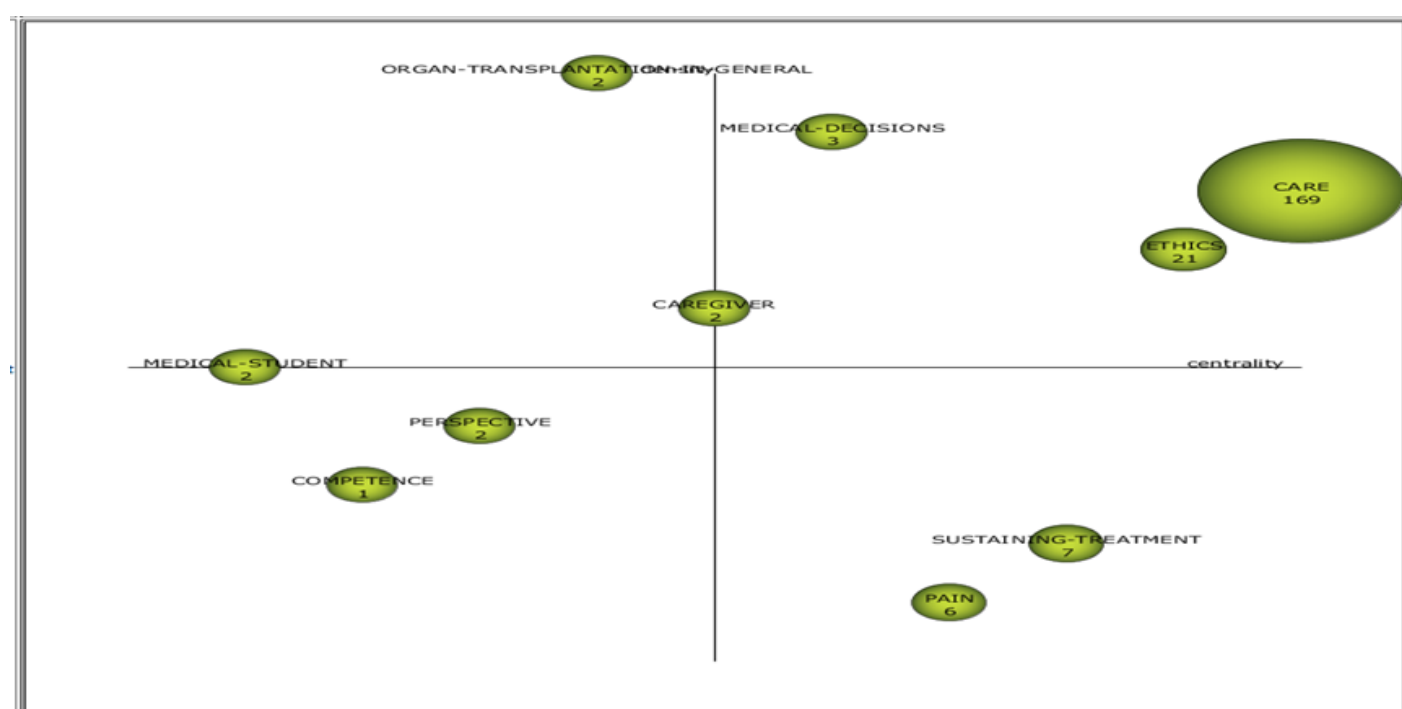 ORGAN-TRANSPLANTATION-IN-GENERAL
density
2
MEDICAL-DECISIONS
3
CARE
169
ETHICS
21
CAREGIVER
2
MEDICAL-STUDENT
2
centrality
PERSPECTIVE
2
COMPETENCE
1
SUSTAINING-TREATMENT
7
PAIN
6